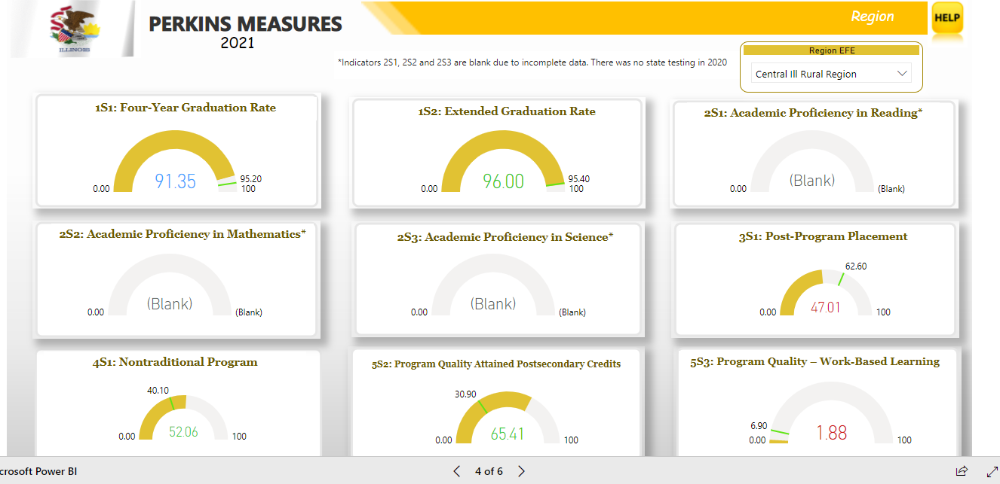 ILLINOIS
PERKINS MEASURES
2021
Region
HELP
*Indicators 2S1, 2S2 and 2S3 are blank due to incomplete data. There was no state testing in 2020
Region EFE
Central Ill Rural Region
1S1: Four-Year Graduation Rate
91.35
0.00
95.20
100
1S2: Extended Graduation Rate
96.00
0.00
95.40
100
2S1: Academic Proficiency in Reading*
(Blank)
0.00
(Blank)
2S2: Academic Proficiency in Mathematics*
(Blank)
0.00
(Blank)
2S3: Academic Proficiency in Science*
(Blank)
0.00
(Blank)
3S1: Post-Program Placement
62.60
47.01
0.00
100
4S1: Nontraditional Program
40.10
52.06
0.00
100
5S2: Program Quality Attained Postsecondary Credits
30.90
65.41
0.00
100
5S3: Program Quality – Work-Based Learning
6.90
1.88
0.00
100
crosoft Power BI
4 of 6